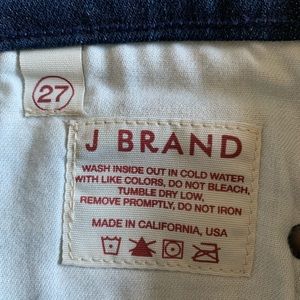 27
J BRAND
WASH INSIDE OUT IN COLD WATER
WITH LIKE COLORS, DO NOT BLEACH,
TUMBLE DRY LOW,
REMOVE PROMPTLY, DO NOT IRON
MADE IN CALIFORNIA, USA